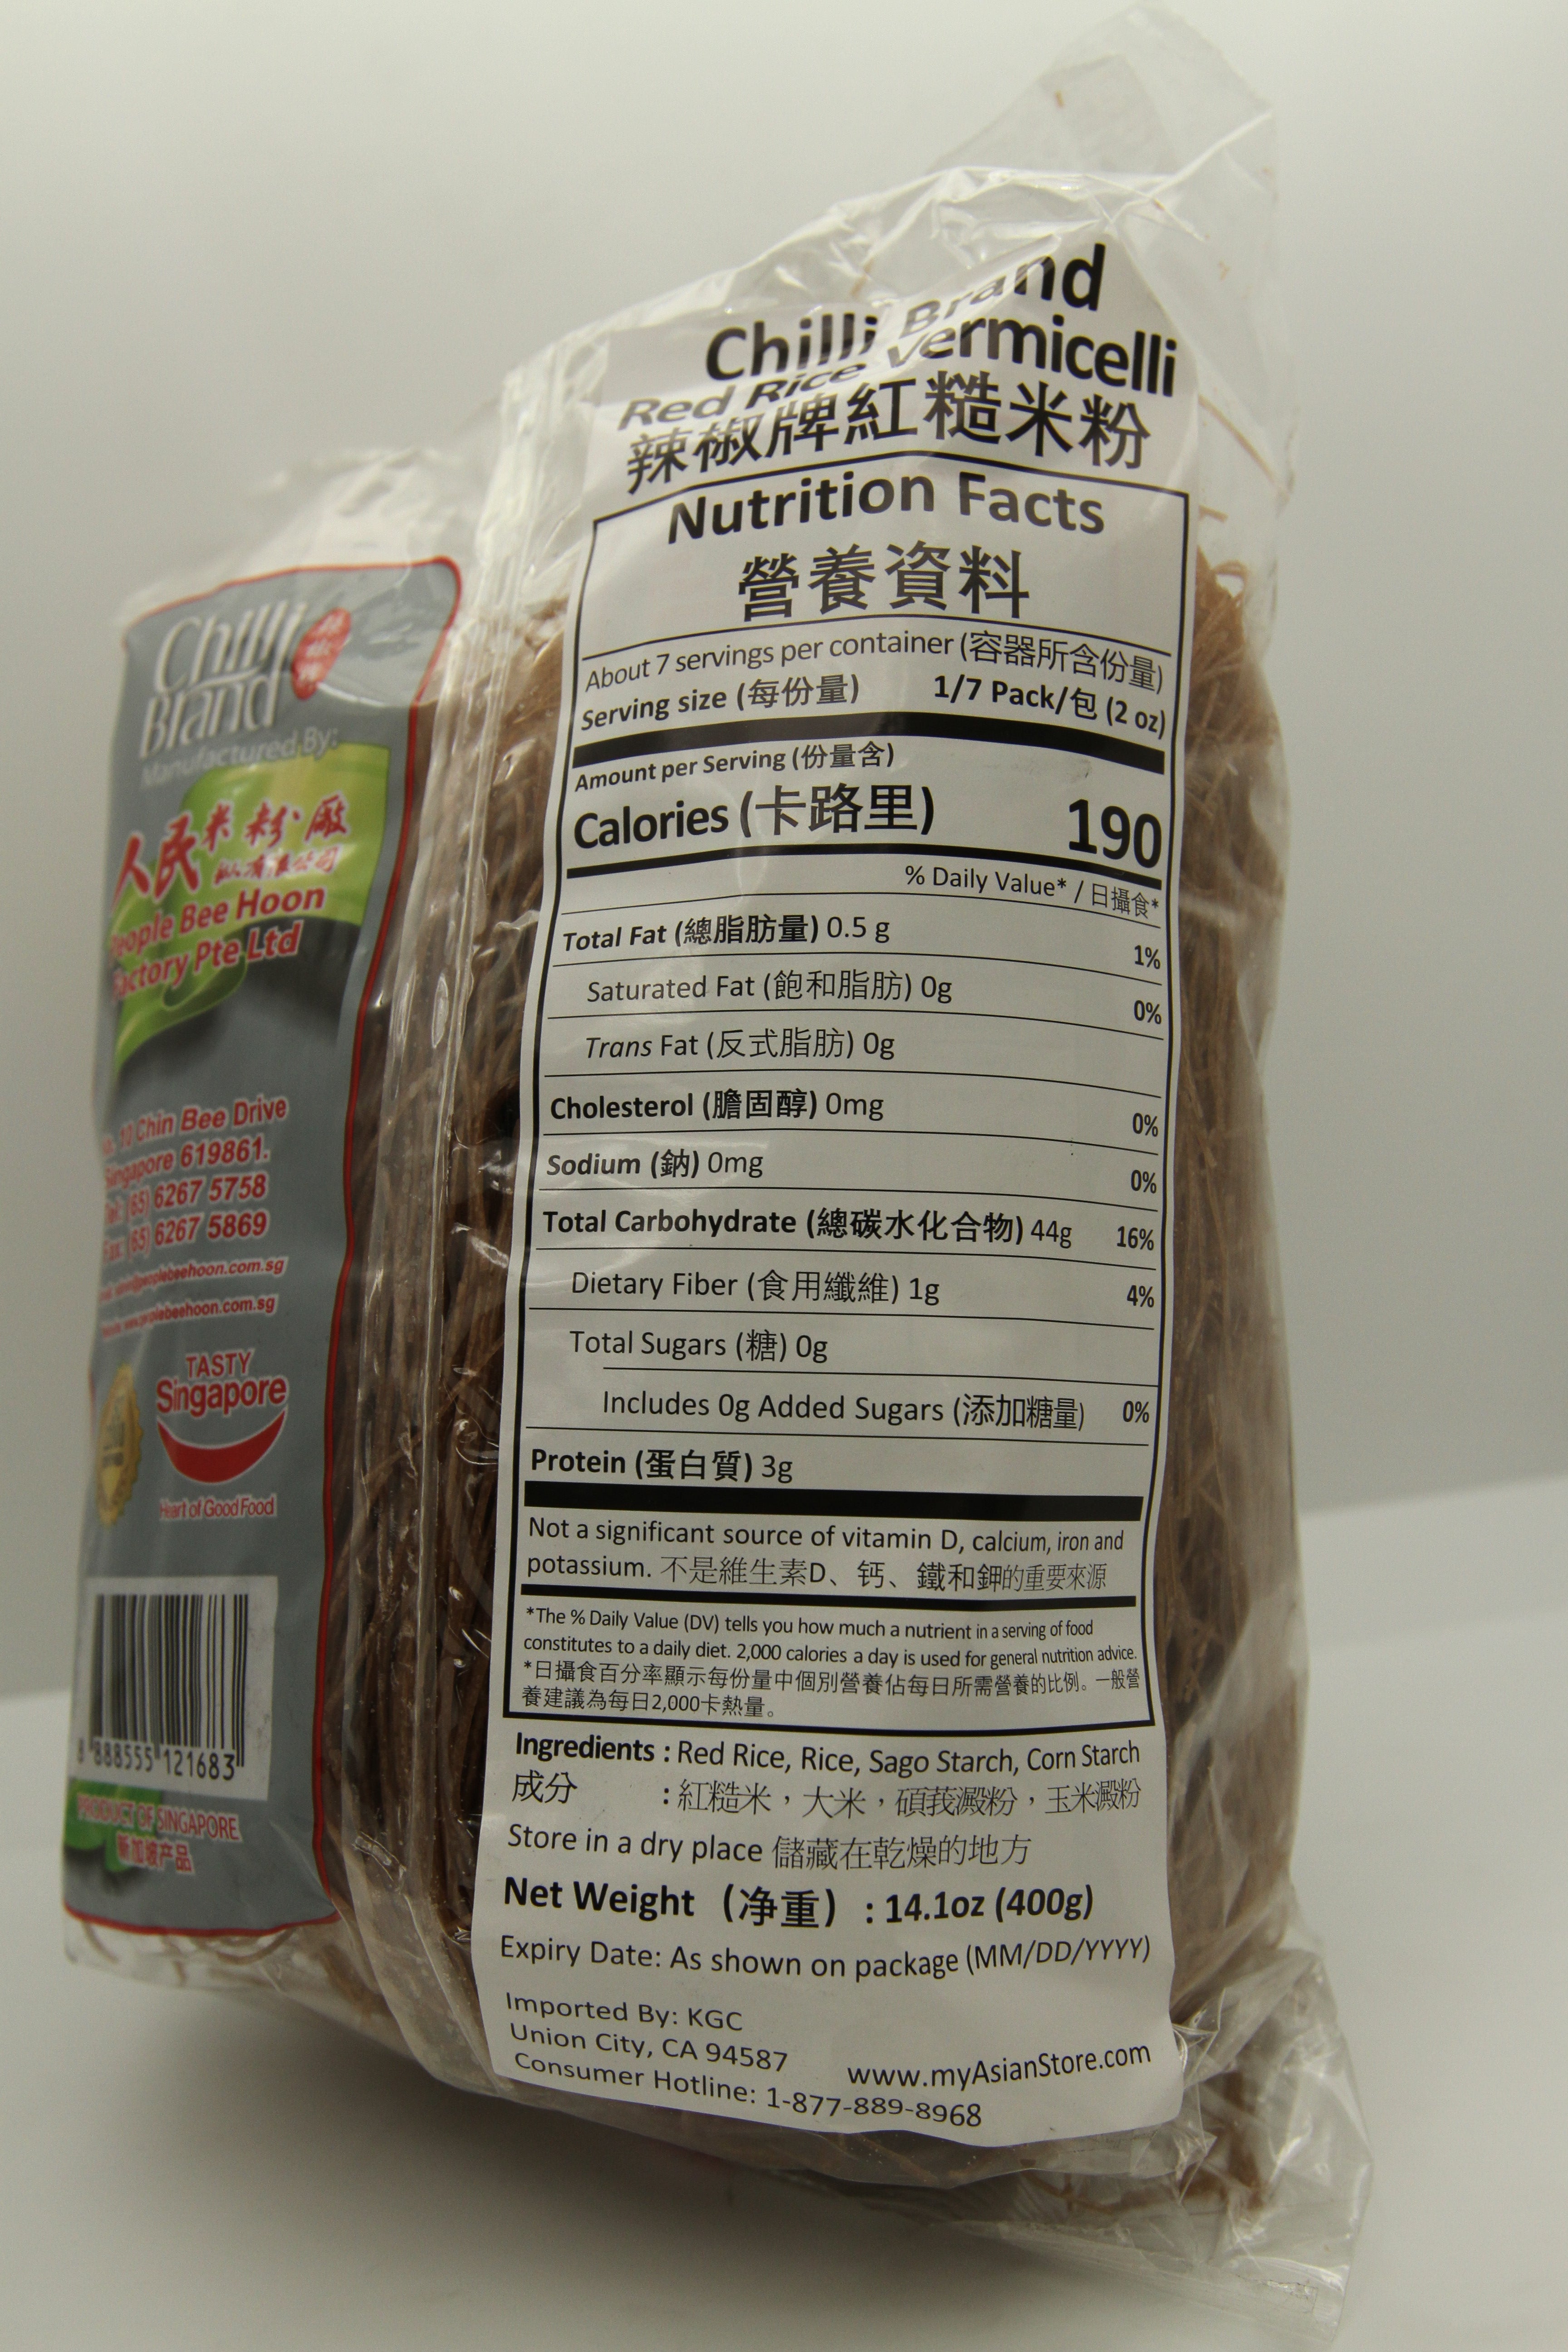 Chilli
Brand
辣椒牌
Manufactured By:
人民米粉廠
People Bee Hoon
Factory Pte Ltd
10 Chin Bee Drive
Singapore 619861.
Tel: (65) 6267 5758
Fax: (65) 6267 5869
peoplebeehoon.com.sg
peoplebeehoon.com.sg
TASTY
Singapore
Heart of Good Food
8 888555 121683
PRODUCT OF SINGAPORE
新加坡产品
Chilli Brand
Red Rice Vermicelli
辣椒牌紅糙米粉
Nutrition Facts
營養資料
About 7 servings per container (容器所含份量)
Serving size (每份量) 1/7 Pack/包 (2 oz)
Amount per Serving (份量含)
Calories (卡路里) 190
% Daily Value* / 日攝食*
Total Fat (總脂肪量) 0.5 g 1%
Saturated Fat (飽和脂肪) 0g 0%
Trans Fat (反式脂肪) 0g
Cholesterol (膽固醇) 0mg 0%
Sodium (鈉) 0mg 0%
Total Carbohydrate (總碳水化合物) 44g 16%
Dietary Fiber (食用纖維) 1g 4%
Total Sugars (糖) 0g
Includes 0g Added Sugars (添加糖量) 0%
Protein (蛋白質) 3g
Not a significant source of vitamin D, calcium, iron and
potassium. 不是維生素D、钙、鐵和鉀的重要來源
*The % Daily Value (DV) tells you how much a nutrient in a serving of food
constitutes to a daily diet. 2,000 calories a day is used for general nutrition advice.
*日攝食百分率顯示每份量中個別營養佔每日所需營養的比例。一般營
養建議為每日2,000卡熱量。
Ingredients : Red Rice, Rice, Sago Starch, Corn Starch
成分 : 紅糙米，大米，碩莪澱粉，玉米澱粉
Store in a dry place 儲藏在乾燥的地方
Net Weight (净重) : 14.1oz (400g)
Expiry Date: As shown on package (MM/DD/YYYY)
Imported By: KGC
Union City, CA 94587
www.myAsianStore.com
Consumer Hotline: 1-877-889-8968